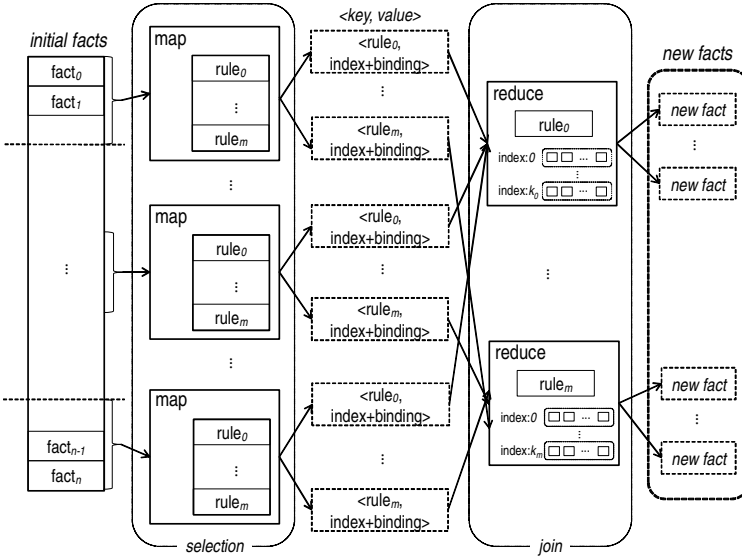 initial facts
fact0
fact1
⋮
factn-1
factn
map
rule0
⋮
rulem
⋮
map
rule0
⋮
rulem
⋮
map
rule0
⋮
rulem
selection
<key, value>
<rule0,
index+binding>
⋮
<rulem,
index+binding>
<rule0,
index+binding>
⋮
<rulem,
index+binding>
<rule0,
index+binding>
⋮
<rulem,
index+binding>
reduce
rule0
index:0 ...
⋮
index:k0 ...
⋮
reduce
rulem
index:0 ...
⋮
index:km ...
join
new facts
new fact
⋮
new fact
new fact
⋮
new fact